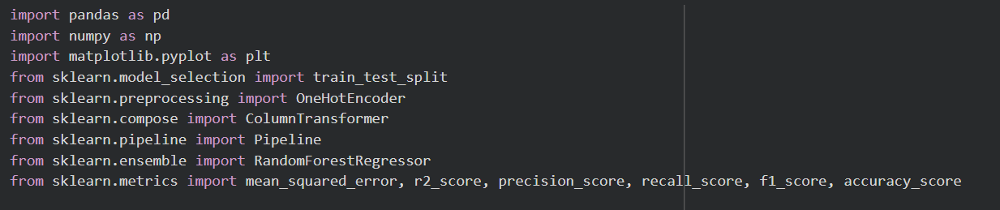 import pandas as pd
import numpy as np
import matplotlib.pyplot as plt
from sklearn.model_selection import train_test_split
from sklearn.preprocessing import OneHotEncoder
from sklearn.compose import ColumnTransformer
from sklearn.pipeline import Pipeline
from sklearn.ensemble import RandomForestRegressor
from sklearn.metrics import mean_squared_error, r2_score, precision_score, recall_score, f1_score, accuracy_score